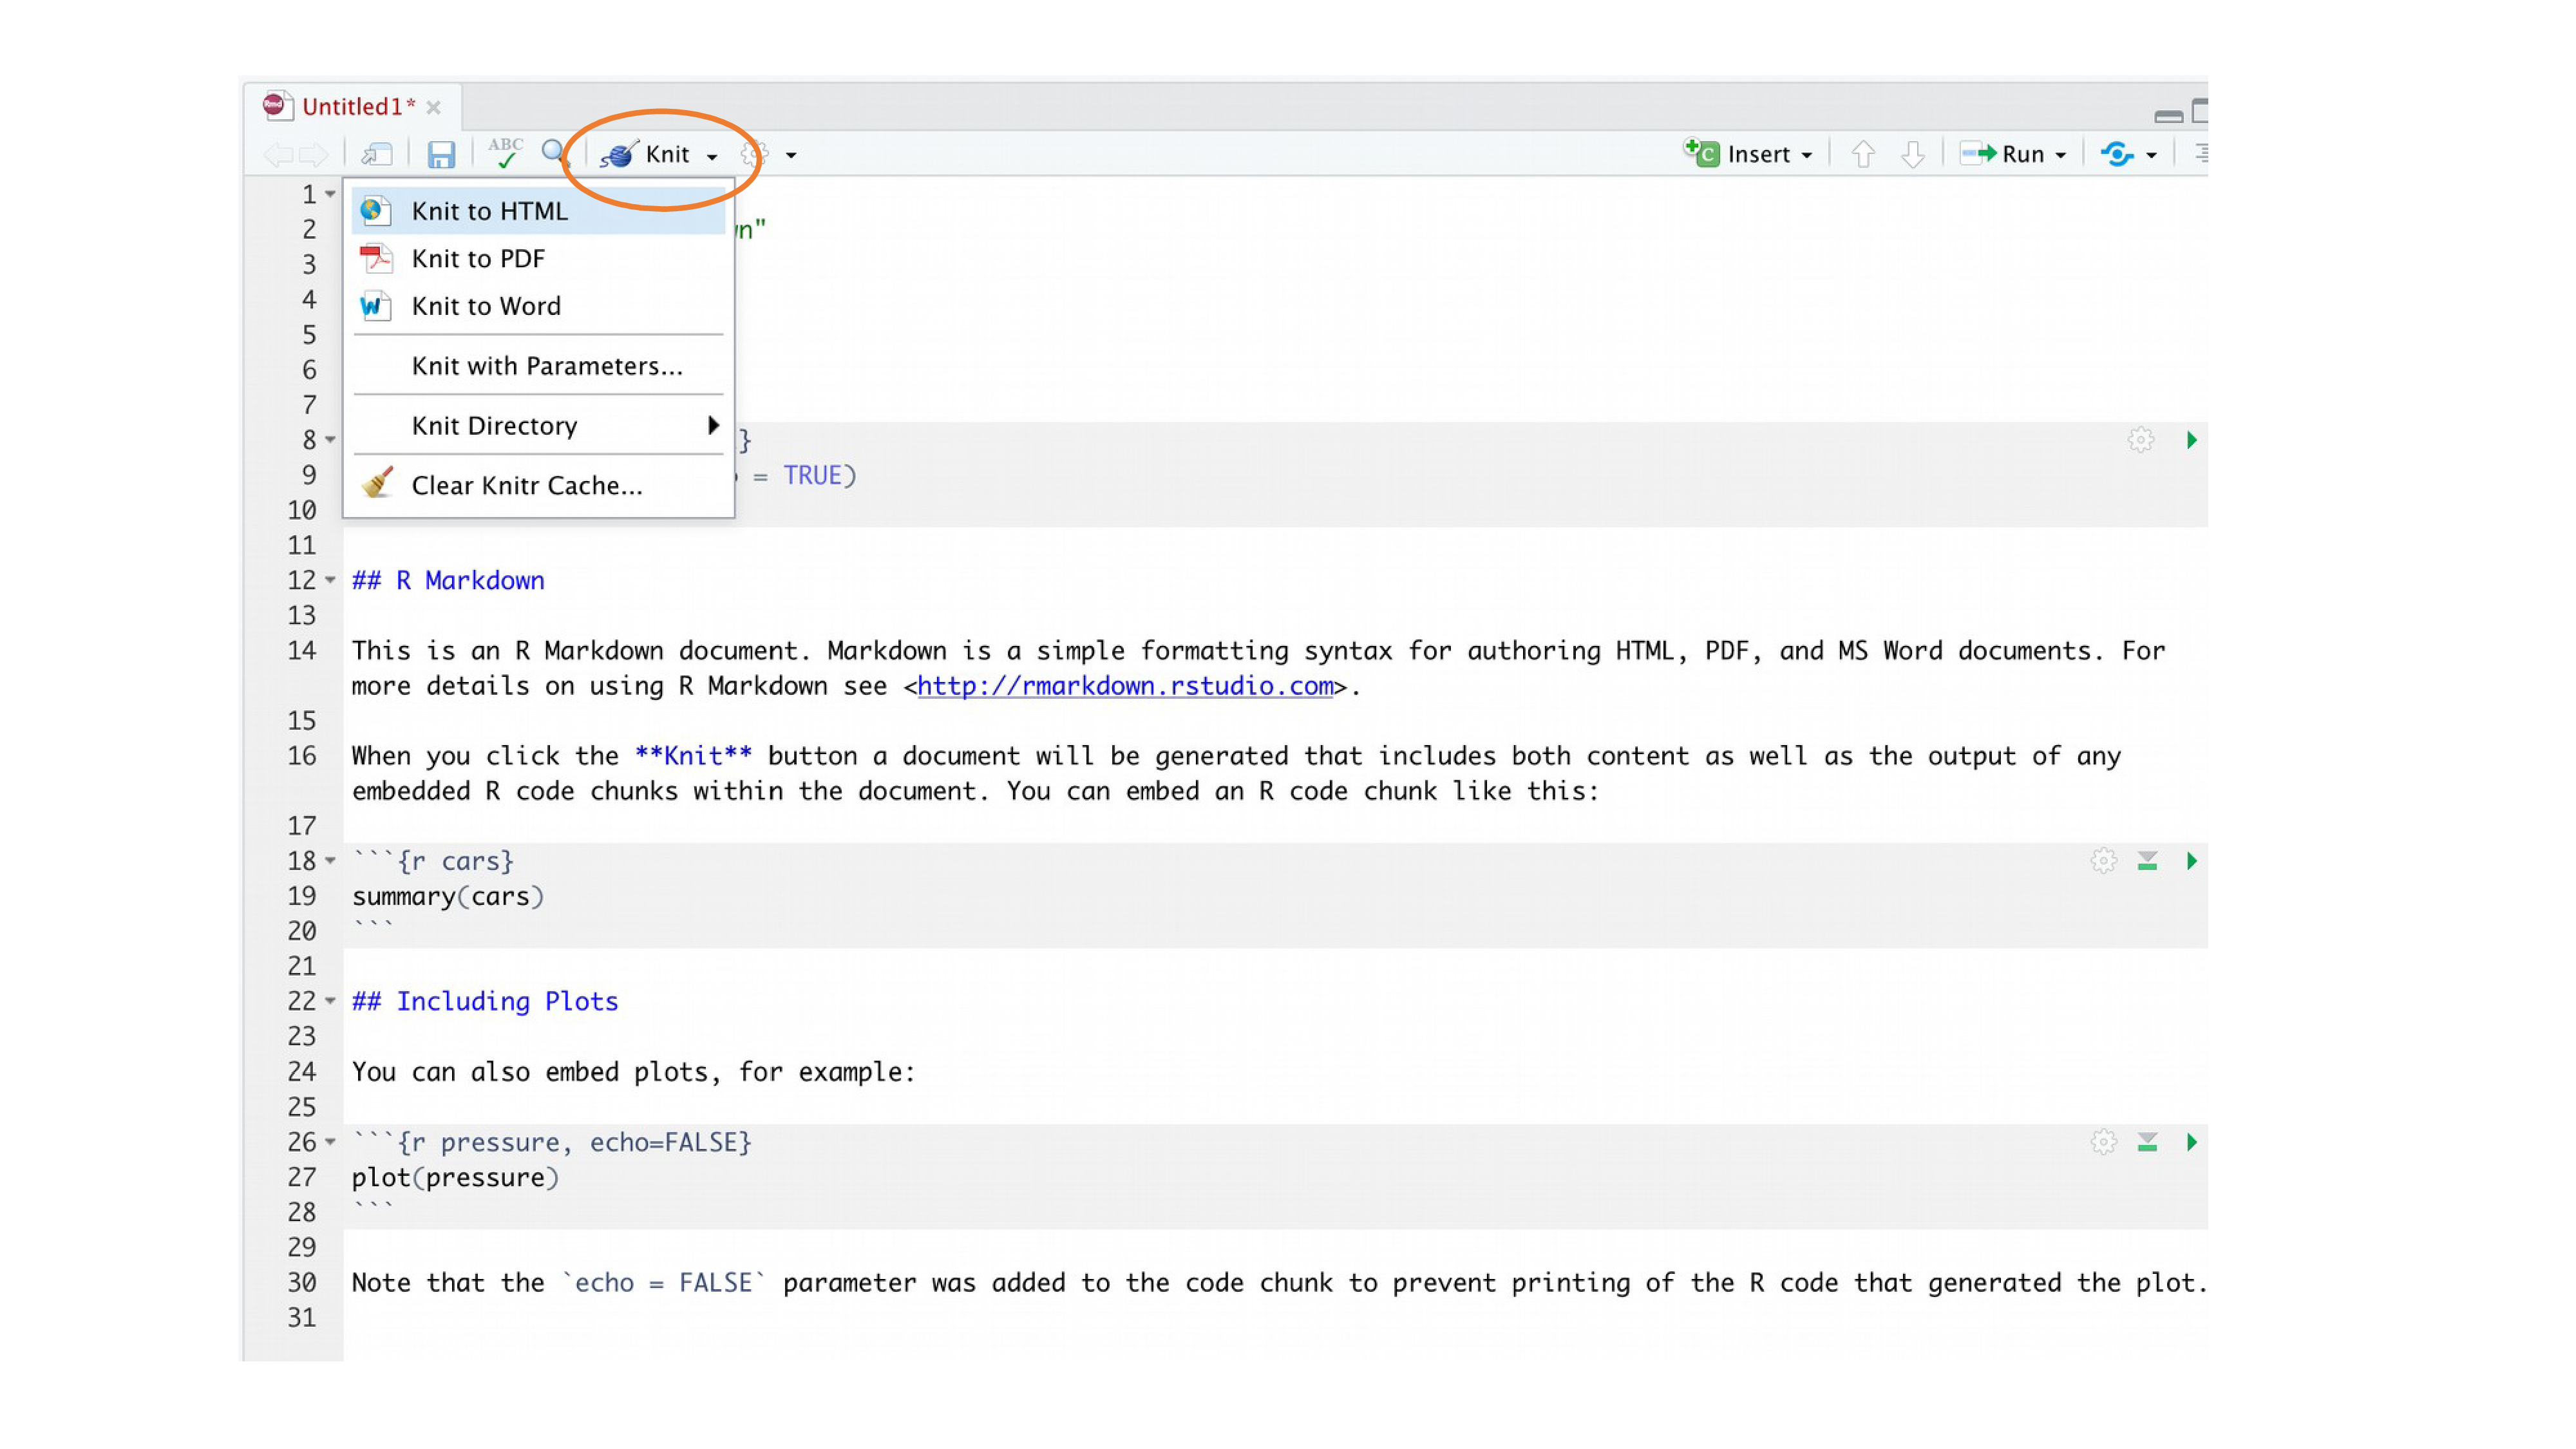 Untitled1*
ABC Knit Insert Run
1
Knit to HTML
2 n"
Knit to PDF
3
4 Knit to Word
5
6 Knit with Parameters...
7
Knit Directory
8 }
9 = TRUE)
Clear Knitr Cache...
10
11
12 ## R Markdown
13
14 This is an R Markdown document. Markdown is a simple formatting syntax for authoring HTML, PDF, and MS Word documents. For
more details on using R Markdown see <http://rmarkdown.rstudio.com>.
15
16 When you click the **Knit** button a document will be generated that includes both content as well as the output of any
embedded R code chunks within the document. You can embed an R code chunk like this:
17
18 ```{r cars}
19 summary(cars)
20 ```
21
22 ## Including Plots
23
24 You can also embed plots, for example:
25
26 ```{r pressure, echo=FALSE}
27 plot(pressure)
28 ```
29
30 Note that the `echo = FALSE` parameter was added to the code chunk to prevent printing of the R code that generated the plot.
31